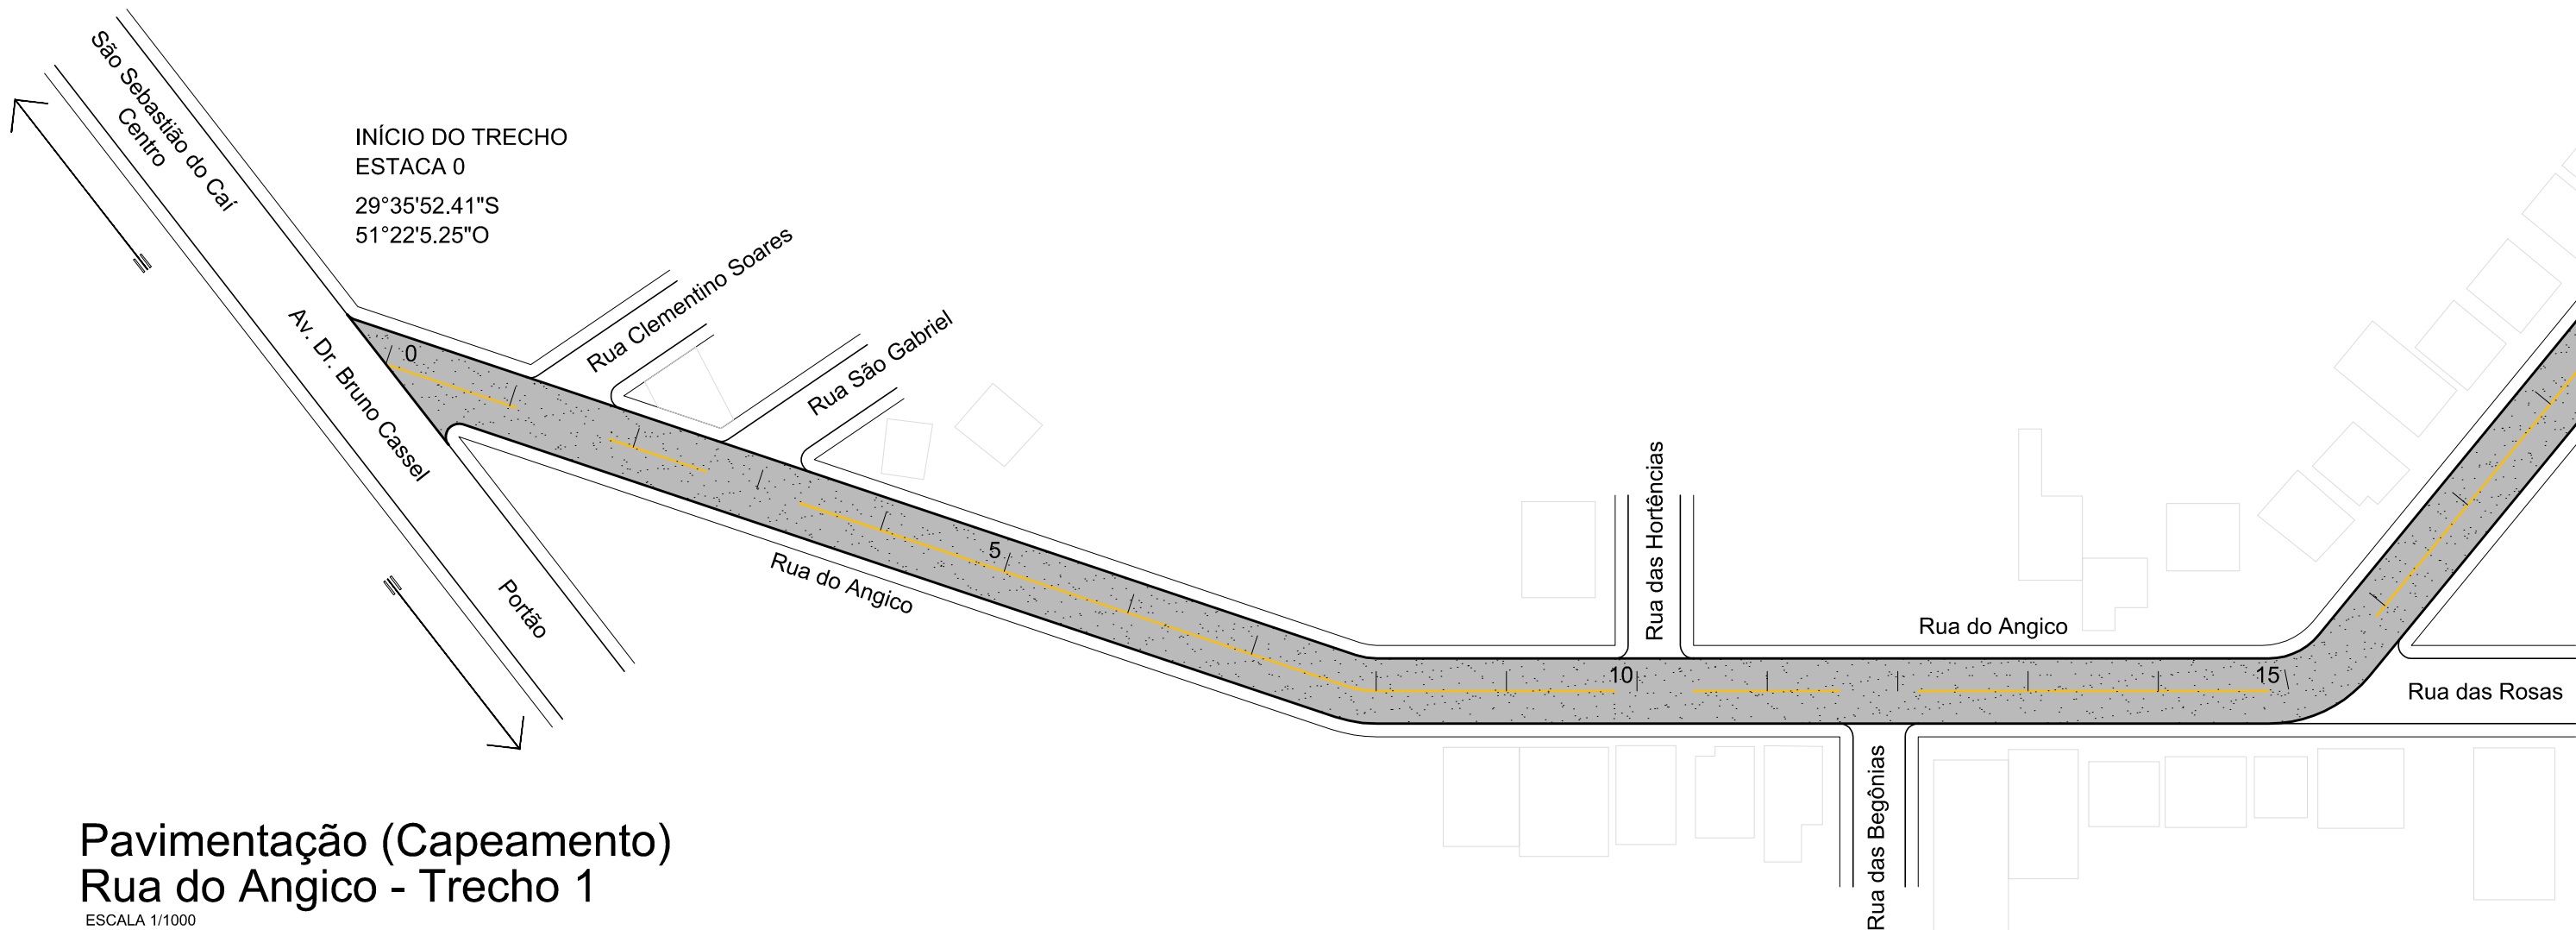 São Sebastião do Caí
Centro
INÍCIO DO TRECHO
ESTACA 0
29°35'52.41"S
51°22'5.25"O
Rua Clementino Soares
Rua São Gabriel
Av. Dr. Bruno Cassel
Portão
0
5
Rua do Angico
10
Rua das Hortências
Rua do Angico
15
Rua das Rosas
Rua das Begônias
Pavimentação (Capeamento)
Rua do Angico - Trecho 1
ESCALA 1/1000